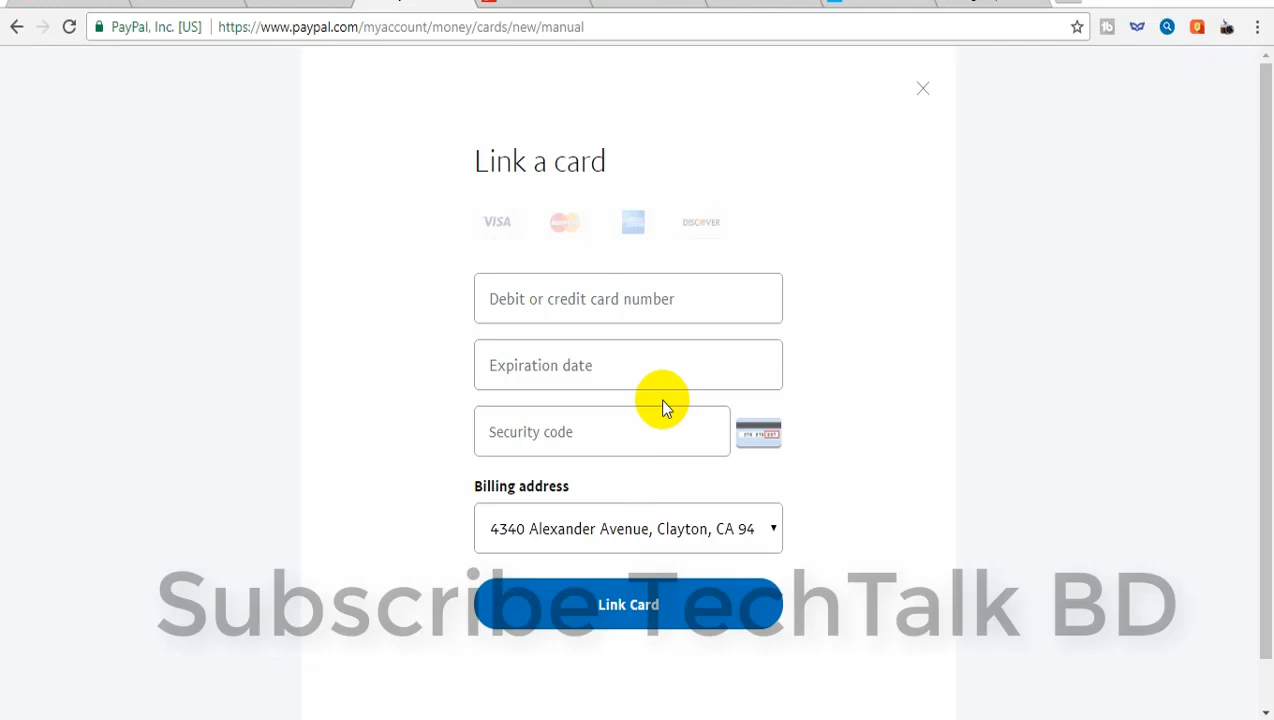 PayPal, Inc. [US] https://www.paypal.com/myaccount/money/cards/new/manual
Link a card
VISA DISCOVER
Debit or credit card number
Expiration date
Security code
Billing address
4340 Alexander Avenue, Clayton, CA 94
Link Card
Subscribe TechTalk BD